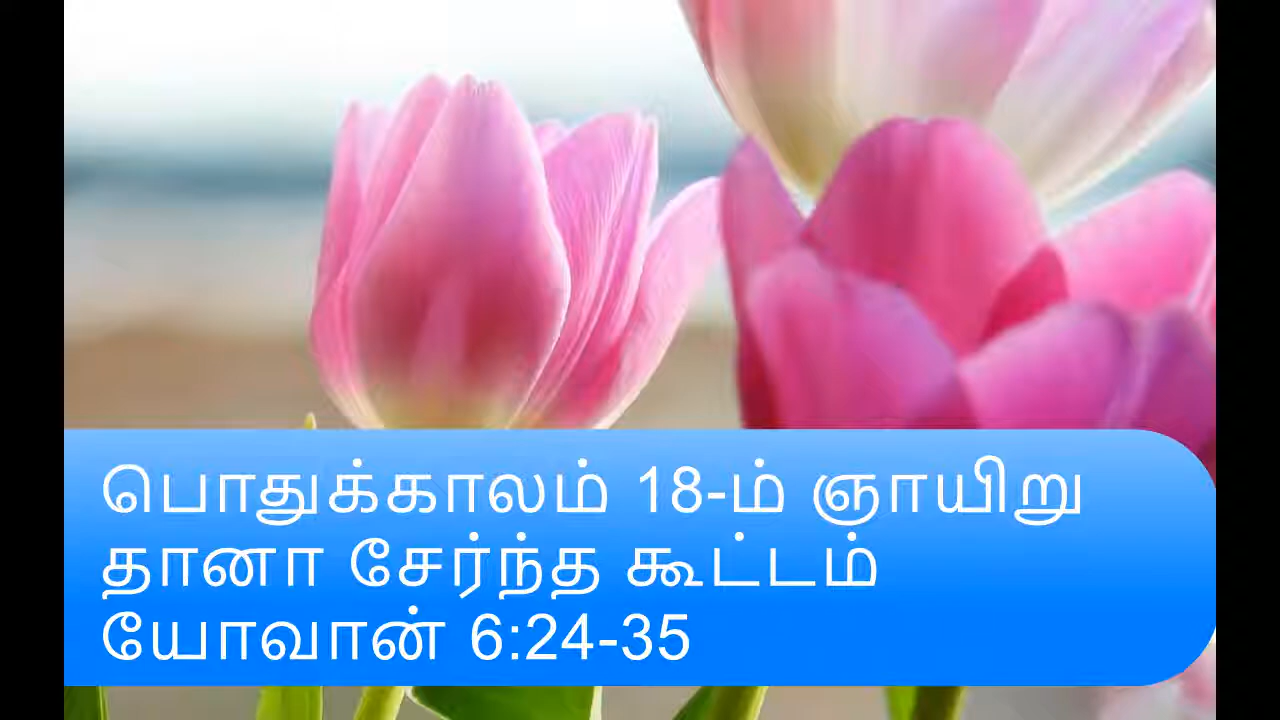 பொதுக்காலம் 18-ம் ஞாயிறு
தானா சேர்ந்த கூட்டம்
யோவான் 6:24-35